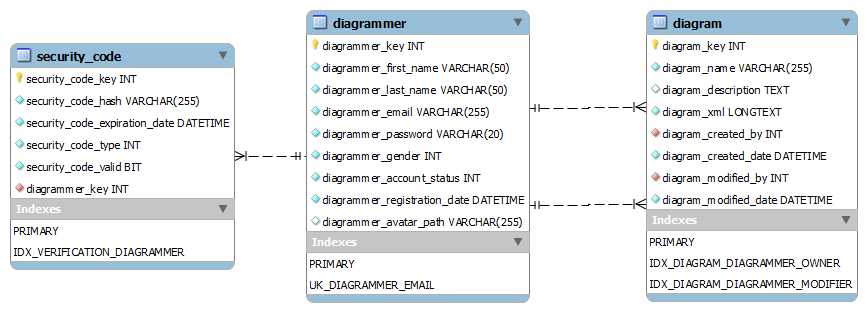 security_code
security_code_key INT
security_code_hash VARCHAR(255)
security_code_expiration_date DATETIME
security_code_type INT
security_code_valid BIT
diagrammer_key INT
Indexes
PRIMARY
IDX_VERIFICATION_DIAGRAMMER
diagrammer
diagrammer_key INT
diagrammer_first_name VARCHAR(50)
diagrammer_last_name VARCHAR(50)
diagrammer_email VARCHAR(255)
diagrammer_password VARCHAR(20)
diagrammer_gender INT
diagrammer_account_status INT
diagrammer_registration_date DATETIME
diagrammer_avatar_path VARCHAR(255)
Indexes
PRIMARY
UK_DIAGRAMMER_EMAIL
diagram
diagram_key INT
diagram_name VARCHAR(255)
diagram_description TEXT
diagram_xml LONGTEXT
diagram_created_by INT
diagram_created_date DATETIME
diagram_modified_by INT
diagram_modified_date DATETIME
Indexes
PRIMARY
IDX_DIAGRAM_DIAGRAMMER_OWNER
IDX_DIAGRAM_DIAGRAMMER_MODIFIER